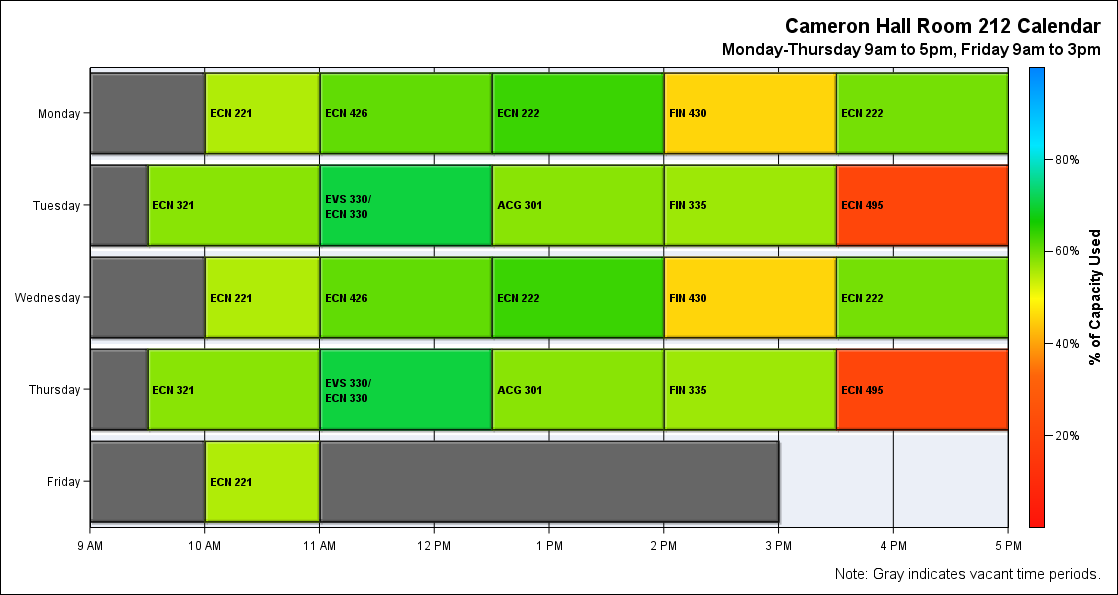 Cameron Hall Room 212 Calendar
Monday-Thursday 9am to 5pm, Friday 9am to 3pm
Monday
ECN 221
ECN 426
ECN 222
FIN 430
ECN 222
Tuesday
ECN 321
EVS 330/
ECN 330
ACG 301
FIN 335
ECN 495
Wednesday
ECN 221
ECN 426
ECN 222
FIN 430
ECN 222
Thursday
ECN 321
EVS 330/
ECN 330
ACG 301
FIN 335
ECN 495
Friday
ECN 221
9 AM
10 AM
11 AM
12 PM
1 PM
2 PM
3 PM
4 PM
5 PM
80%
60%
40%
20%
% of Capacity Used
Note: Gray indicates vacant time periods.